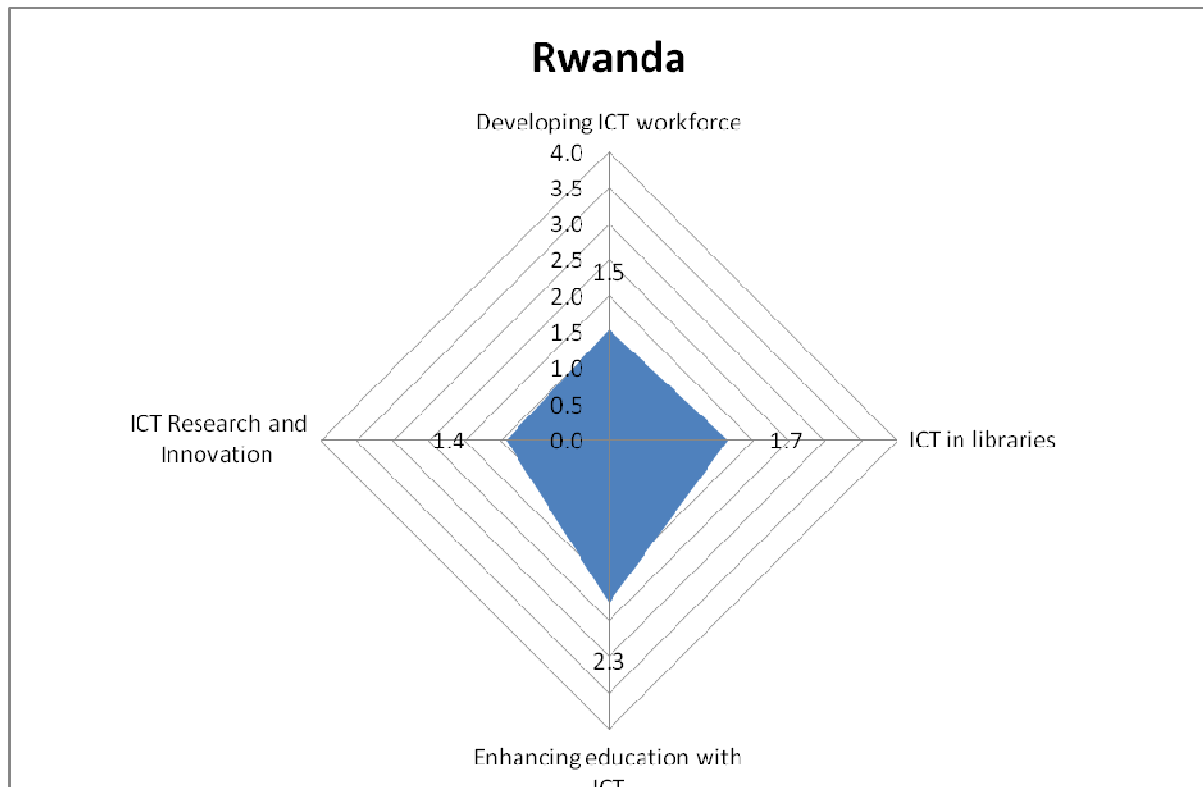 Rwanda
Developing ICT workforce
4.0
3.5
3.0
2.5
1.5
2.0
1.5
1.0
0.5
ICT Research and
Innovation
1.4
0.0
1.7
ICT in libraries
2.3
Enhancing education with
ICT